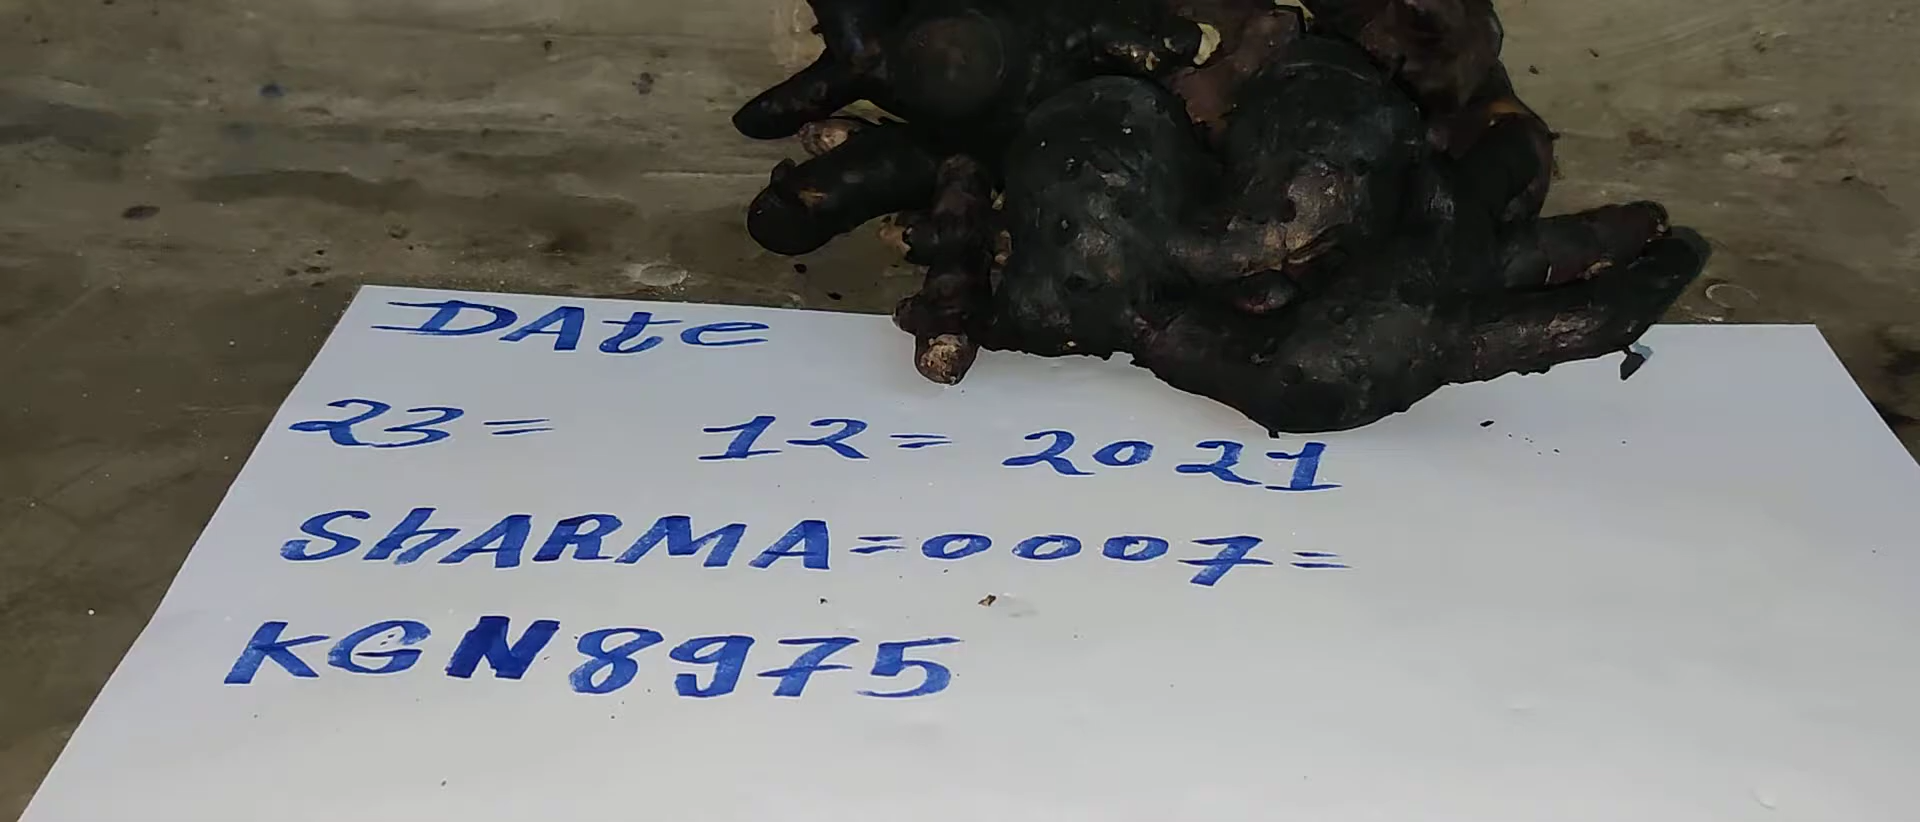 DAte
23= 12= 2021
ShARMA=0007=
KGN8975